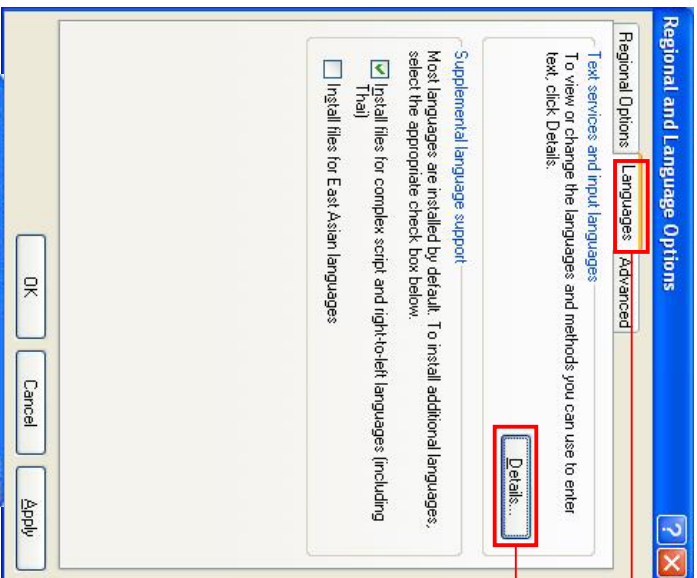 Regional and Language Options
Regional Options Languages Advanced
Text services and input languages
To view or change the languages and methods you can use to enter
text, click Details.
Details...
Supplemental language support
Most languages are installed by default. To install additional languages,
select the appropriate check box below.
Install files for complex script and right-to-left languages (including
Thai)
Install files for East Asian languages
OK Cancel Apply